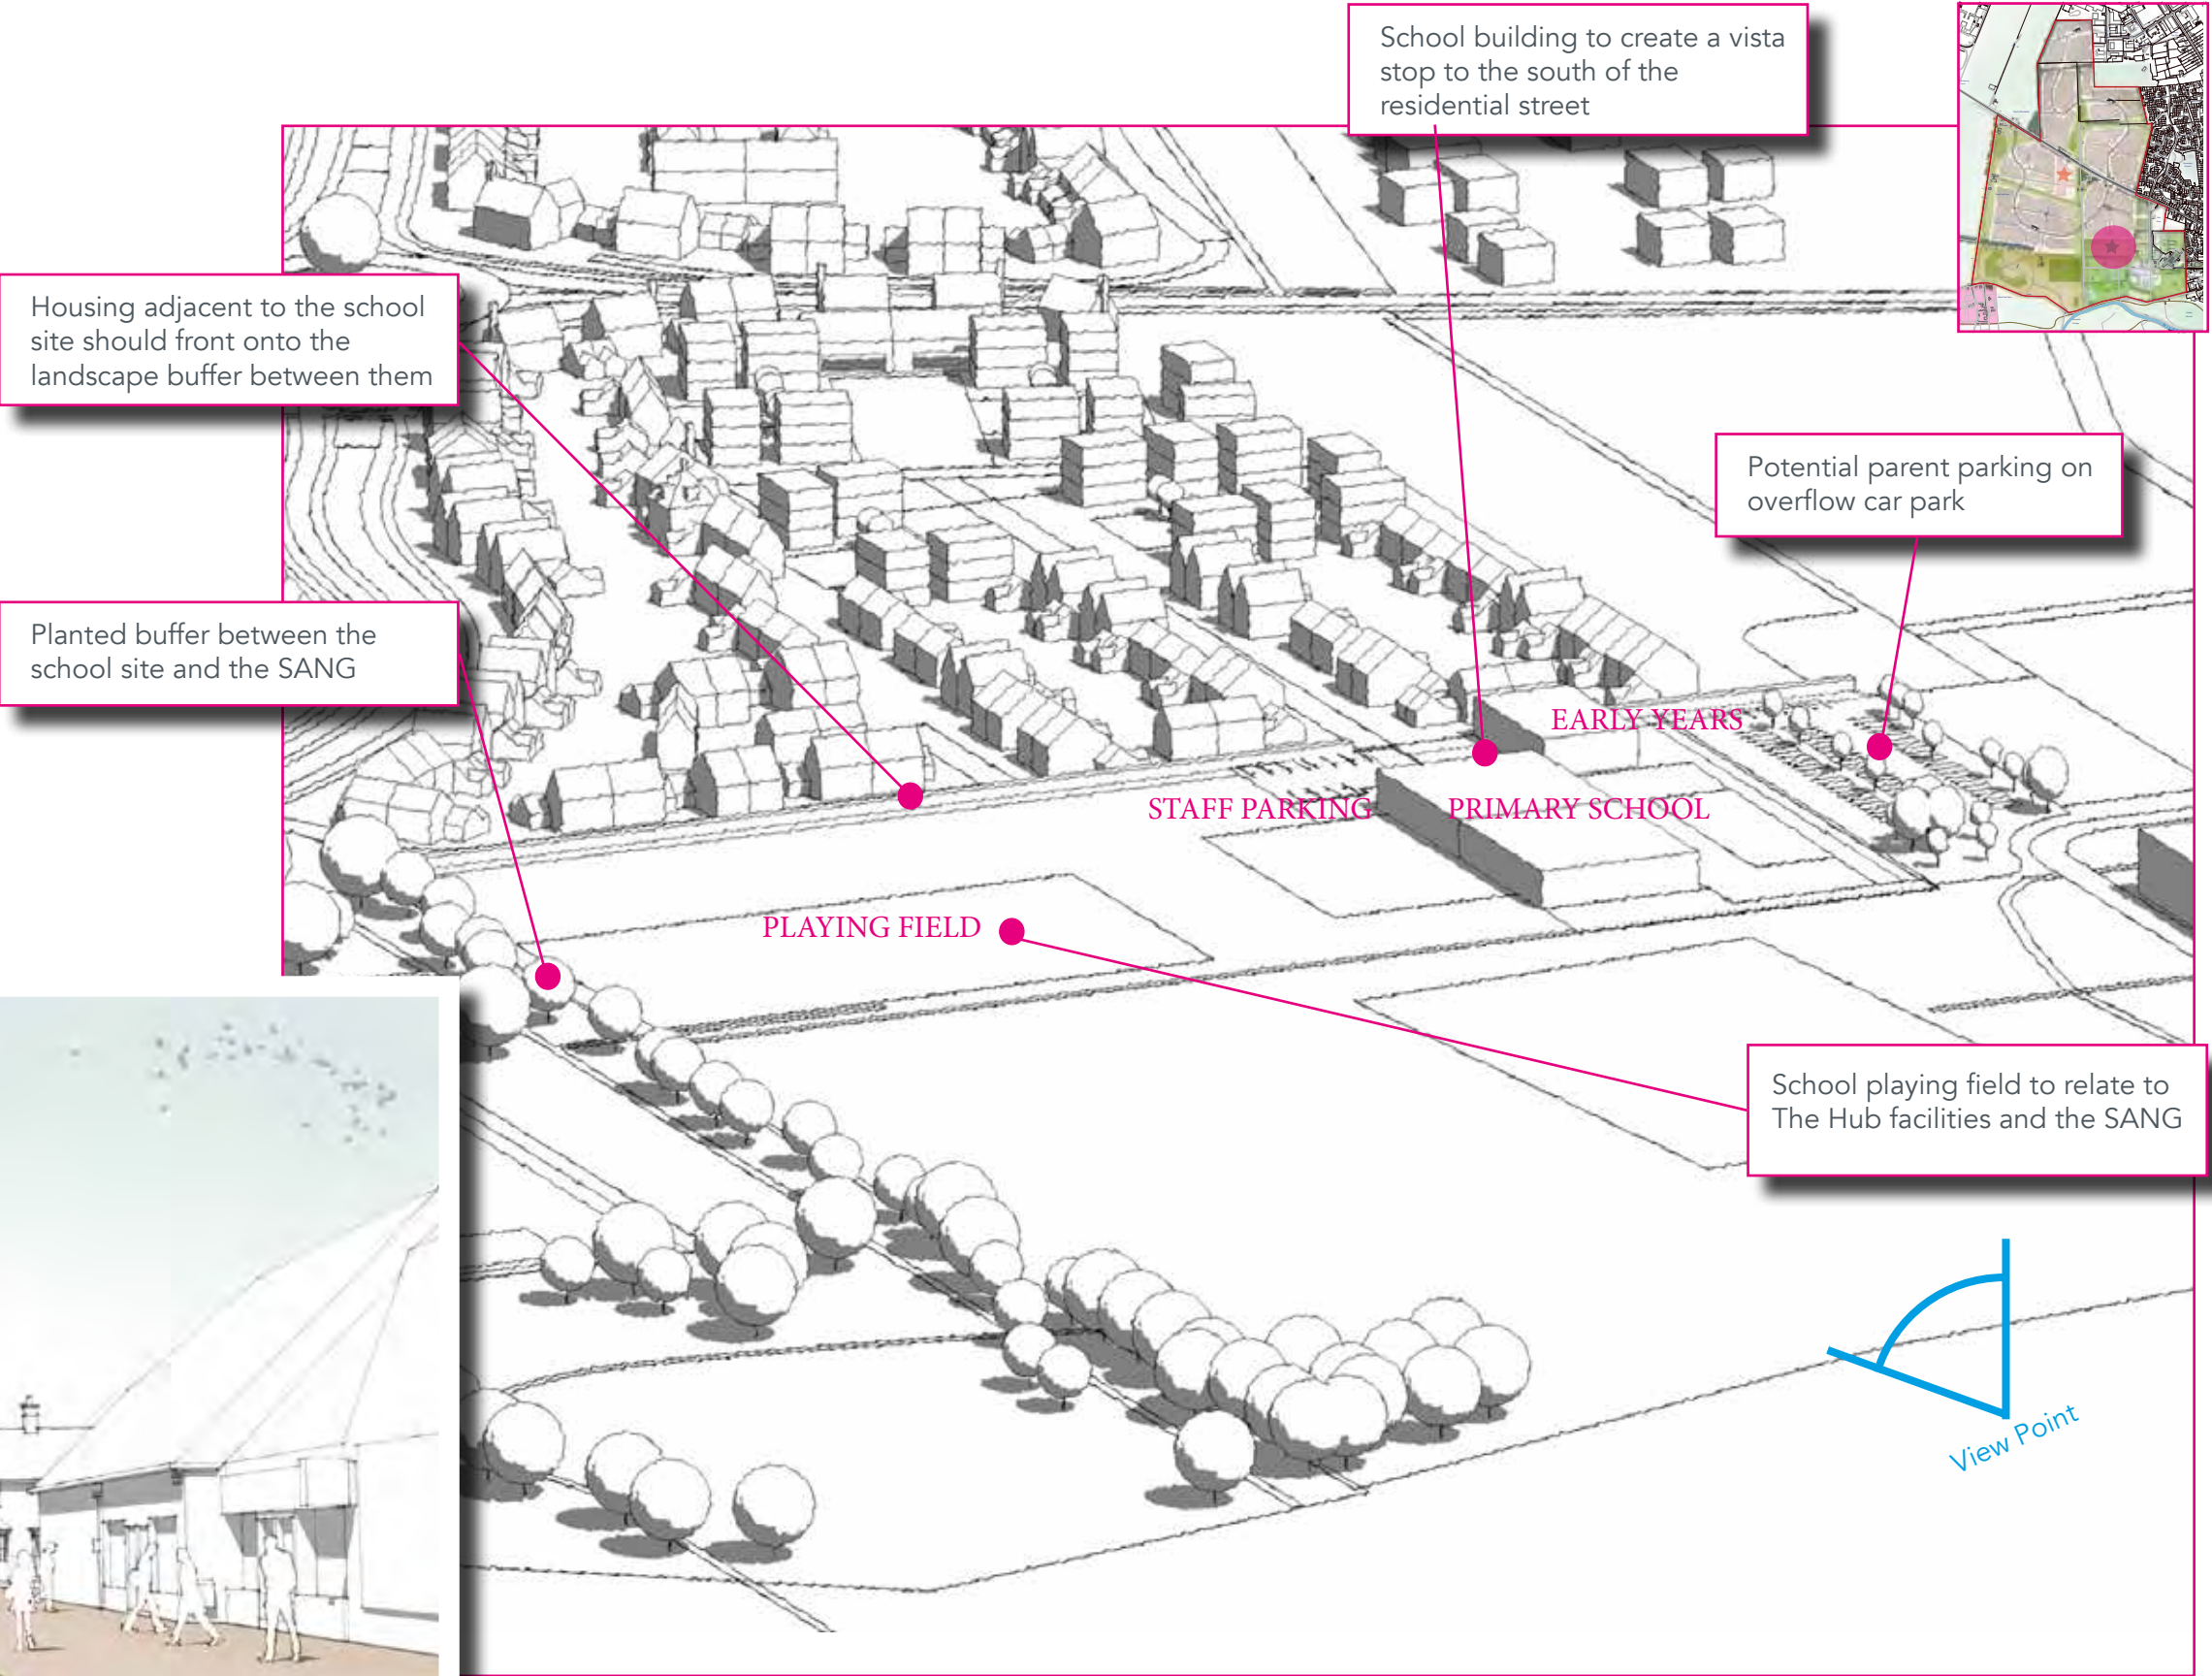 School building to create a vista
stop to the south of the
residential street
Housing adjacent to the school
site should front onto the
landscape buffer between them
Potential parent parking on
overflow car park
Planted buffer between the
school site and the SANG
EARLY YEARS
STAFF PARKING
PRIMARY SCHOOL
PLAYING FIELD
School playing field to relate to
The Hub facilities and the SANG
View Point